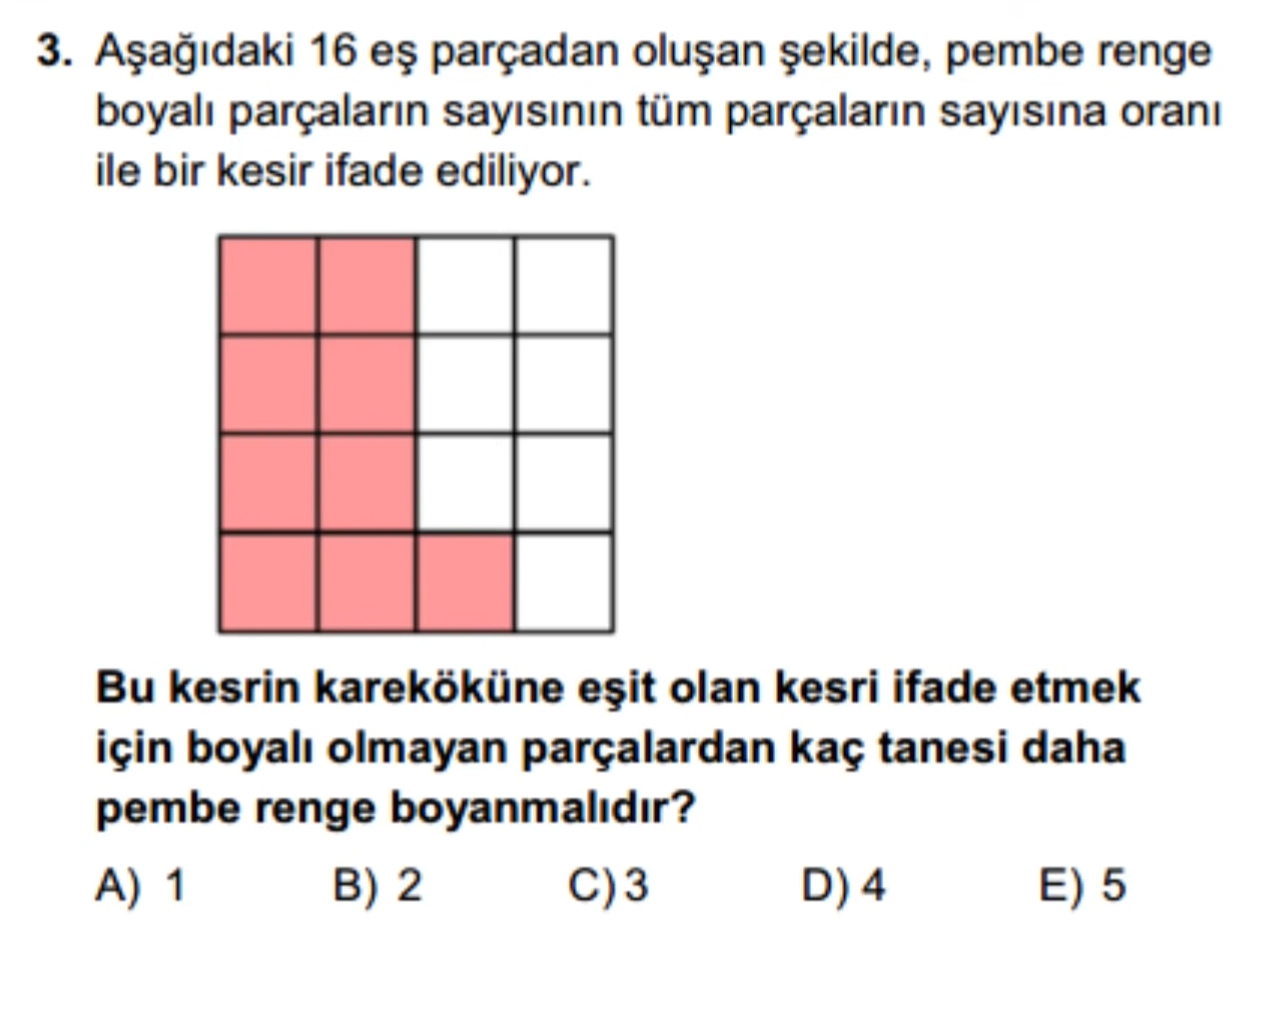 3. Aşağıdaki 16 eş parçadan oluşan şekilde, pembe renge
boyalı parçaların sayısının tüm parçaların sayısına oranı
ile bir kesir ifade ediliyor.
Bu kesrin kareköküne eşit olan kesri ifade etmek
için boyalı olmayan parçalardan kaç tanesi daha
pembe renge boyanmalıdır?
A) 1 B) 2 C) 3 D) 4 E) 5